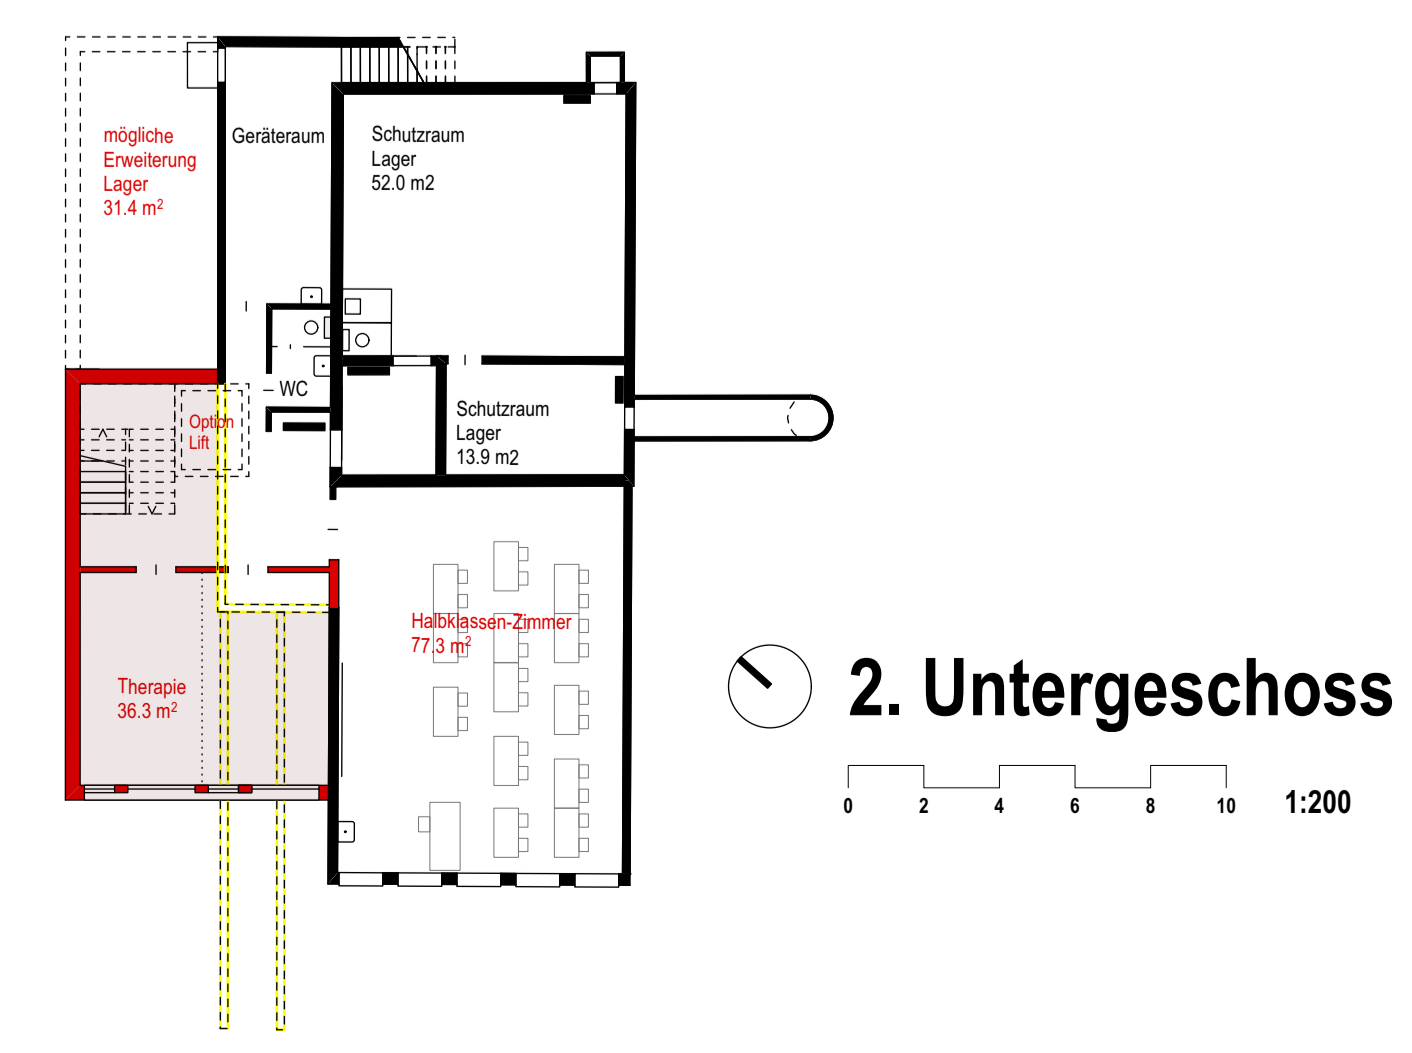 mögliche
Erweiterung
Lager
31.4 m²
Geräteraum
Schutzraum
Lager
52.0 m2
WC
Option
Lift
Schutzraum
Lager
13.9 m2
Halbklassen-Zimmer
77.3 m²
Therapie
36.3 m²
2. Untergeschoss
0 2 4 6 8 10
1:200